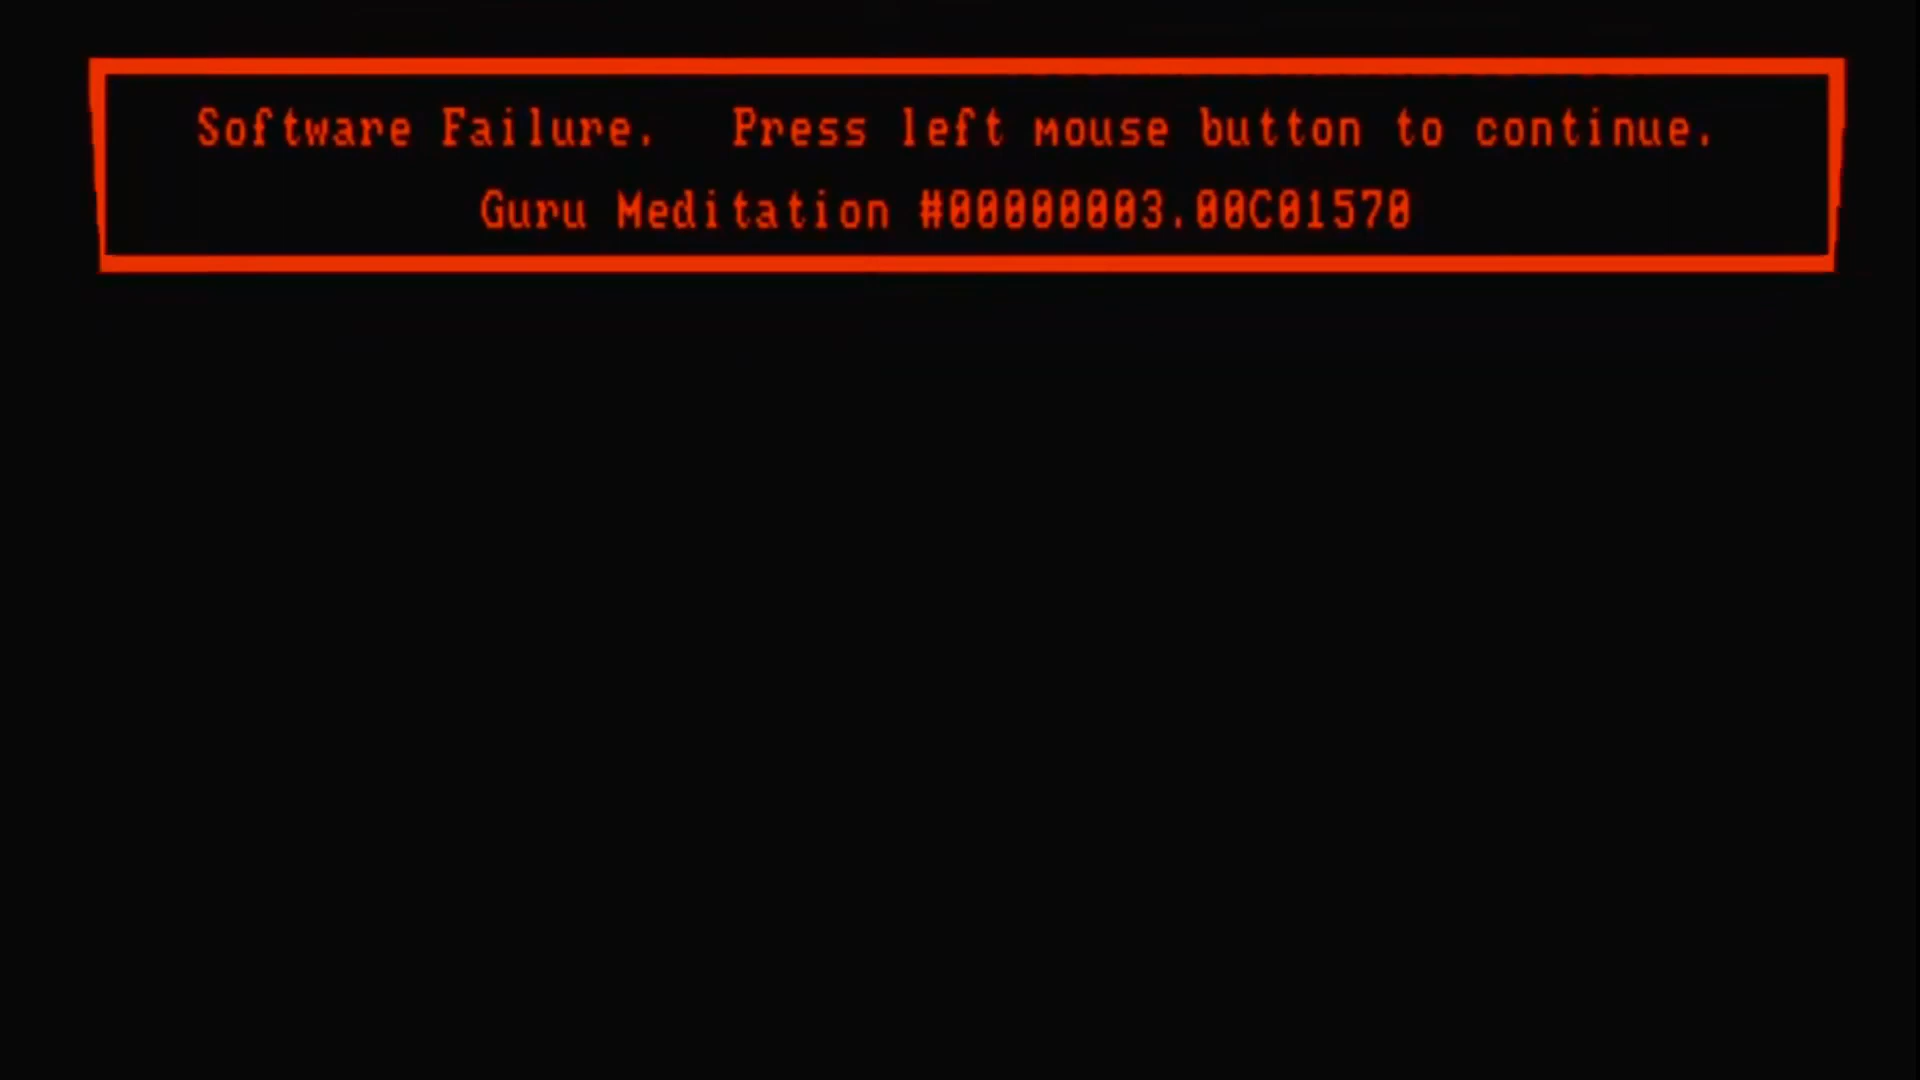 Software Failure.   Press left mouse button to continue.
Guru Meditation #00000003.00C01570